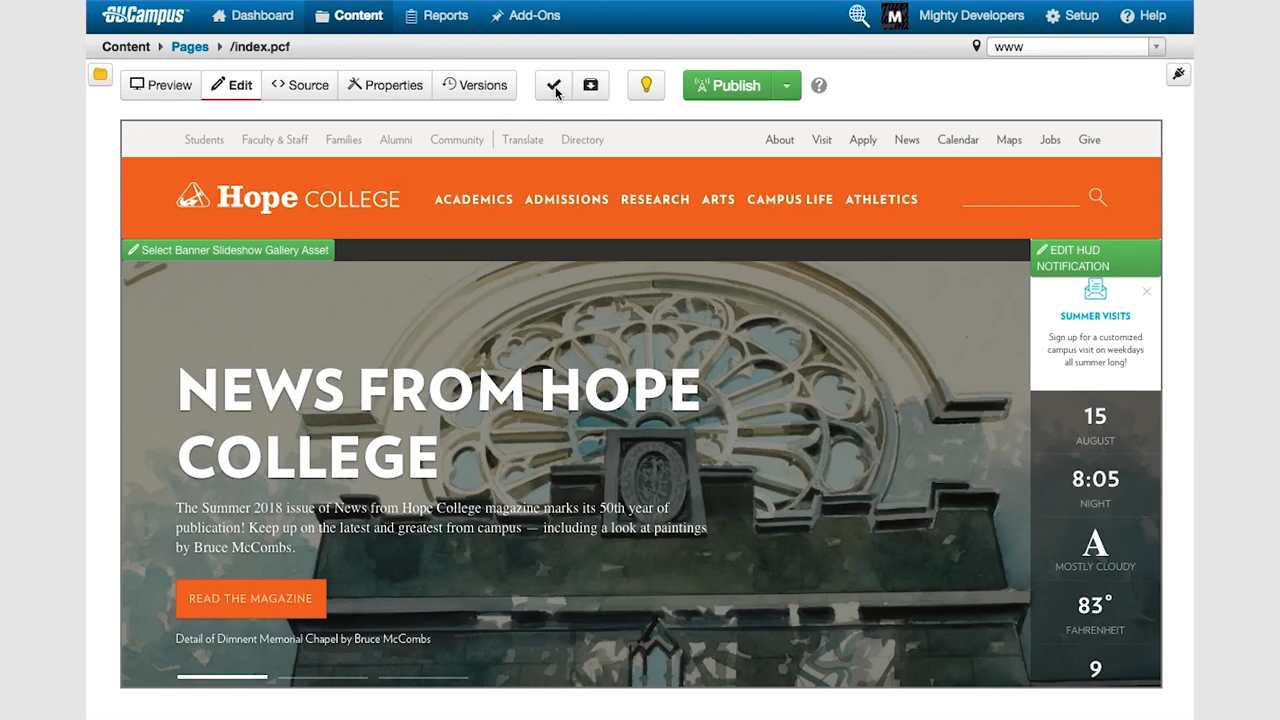 OUCampus Dashboard Content Reports Add-Ons M Mighty Developers Setup Help
Content Pages /index.pcf www
Preview Edit Source Properties Versions Publish
Students Faculty & Staff Families Alumni Community Translate Directory About Visit Apply News Calendar Maps Jobs Give
Hope COLLEGE ACADEMICS ADMISSIONS RESEARCH ARTS CAMPUS LIFE ATHLETICS
Select Banner Slideshow Gallery Asset
EDIT HUD
NOTIFICATION
SUMMER VISITS
Sign up for a customized
campus visit on weekdays
all summer long!
NEWS FROM HOPE
COLLEGE
The Summer 2018 issue of News from Hope College magazine marks its 50th year of
publication! Keep up on the latest and greatest from campus — including a look at paintings
by Bruce McCombs.
READ THE MAGAZINE
Detail of Dimnent Memorial Chapel by Bruce McCombs
15
AUGUST
8:05
NIGHT
A
MOSTLY CLOUDY
83°
FAHRENHEIT
9